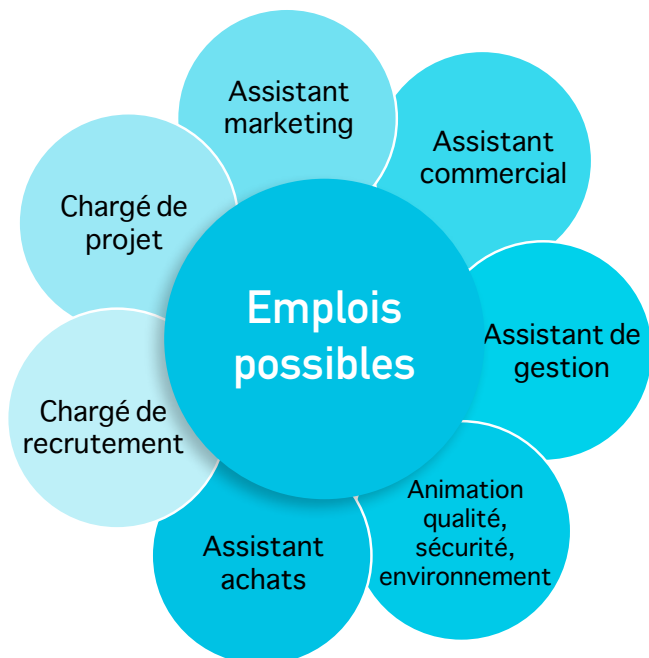 Assistant
marketing
Assistant
commercial
Chargé de
projet
Emplois
possibles
Assistant de
gestion
Chargé de
recrutement
Animation
qualité,
sécurité,
environnement
Assistant
achats